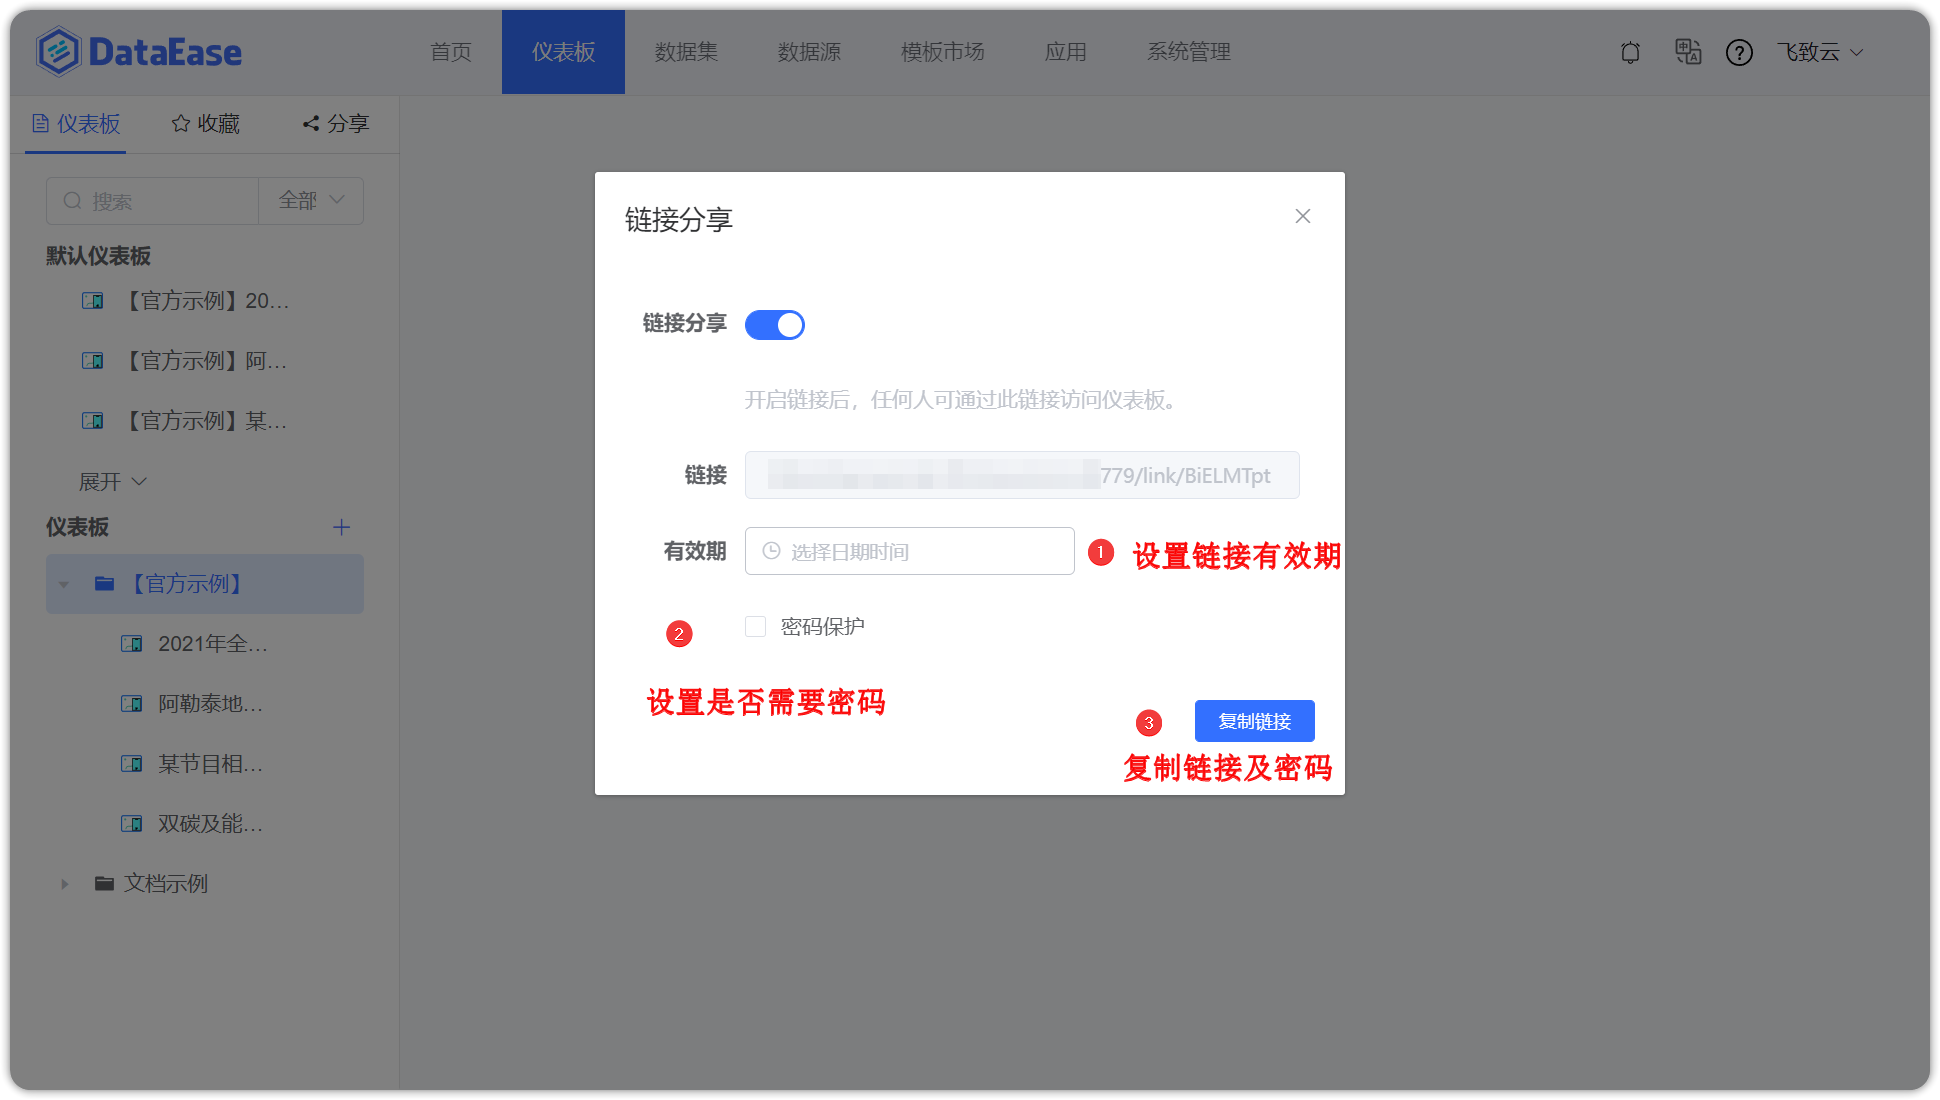 DataEase
首页 仪表板 数据集 数据源 模板市场 应用 系统管理
飞致云
仪表板 收藏 分享
搜索 全部
默认仪表板
【官方示例】20...
【官方示例】阿...
【官方示例】某...
展开
仪表板
【官方示例】
2021年全...
阿勒泰地...
某节目相...
双碳及能...
文档示例
链接分享
链接分享
开启链接后，任何人可通过此链接访问仪表板。
链接 779/link/BiELMTpt
有效期 选择日期时间 1 设置链接有效期
2 密码保护
设置是否需要密码
3 复制链接
复制链接及密码